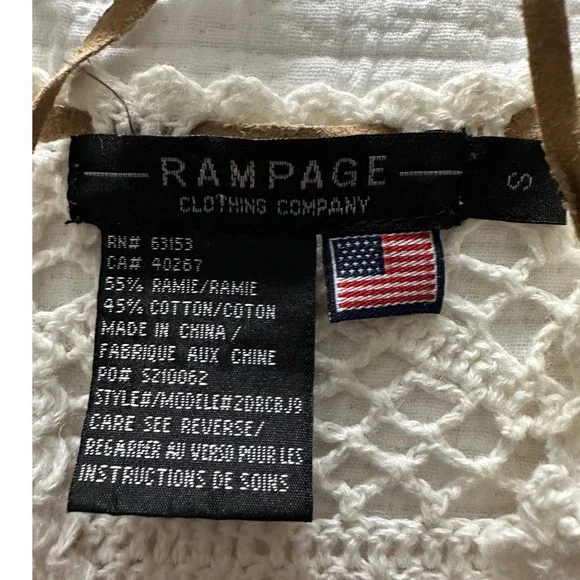 RAMPAGE
CLOTHING COMPANY
S
RN# 63153
CA# 40267
55% RAMIE/RAMIE
45% COTTON/COTON
MADE IN CHINA /
FABRIQUE AUX CHINE
PO# S210062
STYLE#/MODELE#2DRCBJ9
CARE SEE REVERSE/
REGARDER AU VERSO POUR LES
INSTRUCTIONS DE SOINS